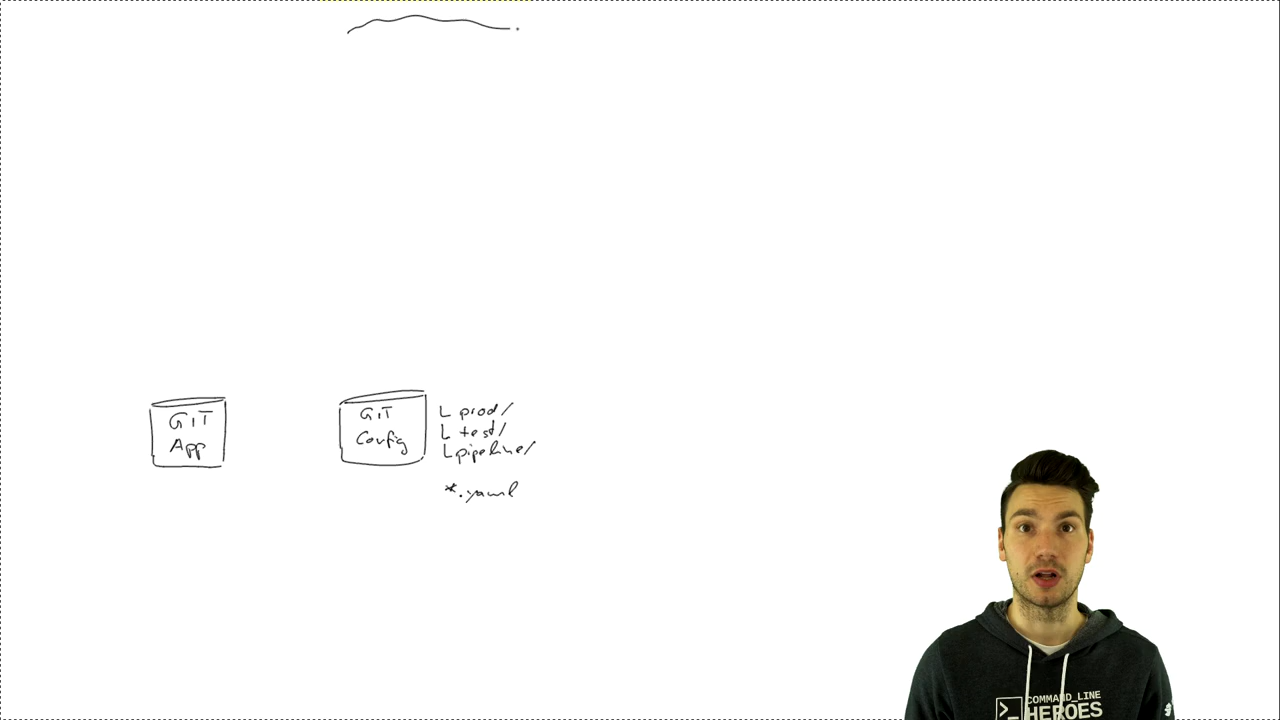 GIT
App
GIT
Config
L prod/
L test/
L pipeline/
*.yaml
>_ COMMAND_LINE
HEROES